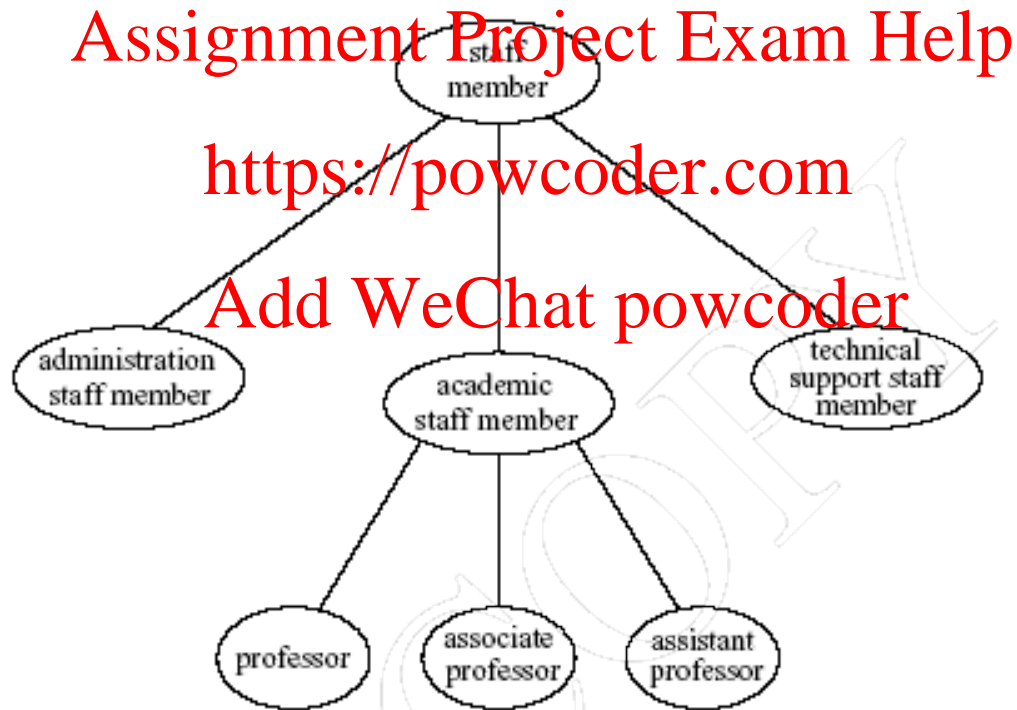 Assignment Project Exam Help
staff
member
https://powcoder.com
Add WeChat powcoder
administration
staff member
academic
staff member
technical
support staff
member
professor
associate
professor
assistant
professor
COPY